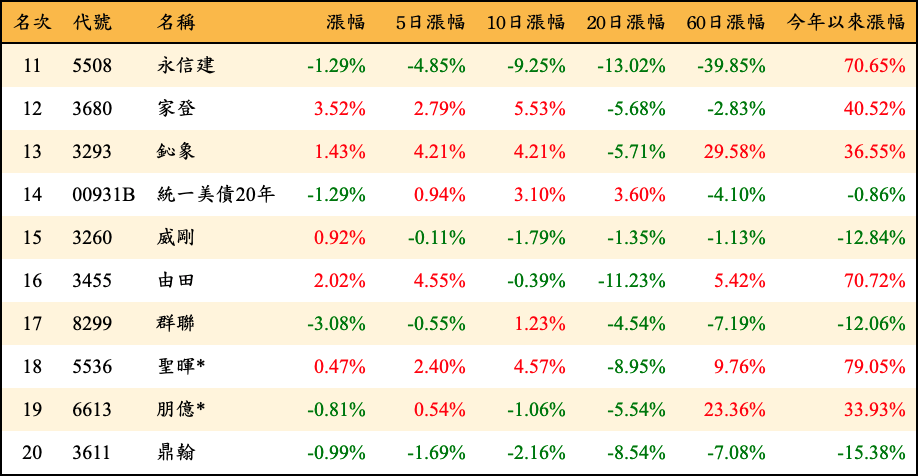 名次 代號 名稱 漲幅 5日漲幅 10日漲幅 20日漲幅 60日漲幅 今年以來漲幅
11 5508 永信建 -1.29% -4.85% -9.25% -13.02% -39.85% 70.65%
12 3680 家登 3.52% 2.79% 5.53% -5.68% -2.83% 40.52%
13 3293 鈊象 1.43% 4.21% 4.21% -5.71% 29.58% 36.55%
14 00931B 統一美債20年 -1.29% 0.94% 3.10% 3.60% -4.10% -0.86%
15 3260 威剛 0.92% -0.11% -1.79% -1.35% -1.13% -12.84%
16 3455 由田 2.02% 4.55% -0.39% -11.23% 5.42% 70.72%
17 8299 群聯 -3.08% -0.55% 1.23% -4.54% -7.19% -12.06%
18 5536 聖暉* 0.47% 2.40% 4.57% -8.95% 9.76% 79.05%
19 6613 朋億* -0.81% 0.54% -1.06% -5.54% 23.36% 33.93%
20 3611 鼎翰 -0.99% -1.69% -2.16% -8.54% -7.08% -15.38%